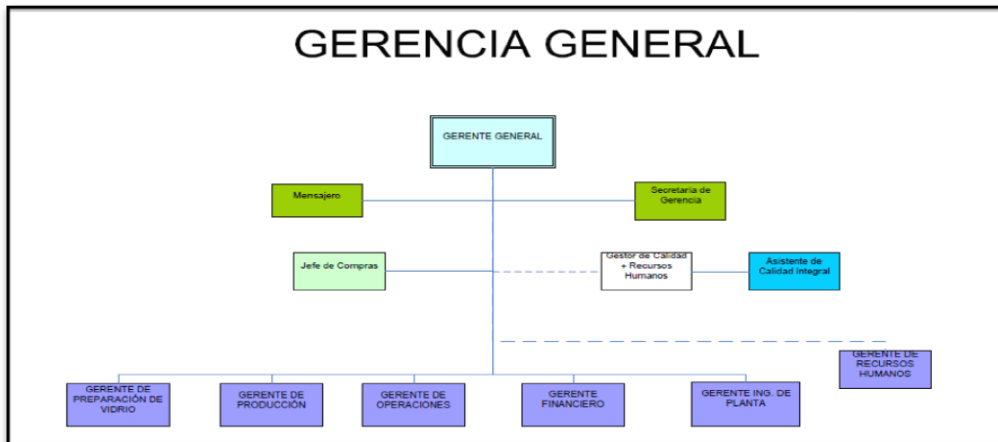 GERENCIA GENERAL
GERENTE GENERAL
Mensajero
Secretaria de
Gerencia
Jefe de Compras
Gestor de Calidad
+ Recursos
Humanos
Asistente de
Calidad Integral
GERENTE DE
RECURSOS
HUMANOS
GERENTE DE
PREPARACIÓN DE
VIDRIO
GERENTE DE
PRODUCCIÓN
GERENTE DE
OPERACIONES
GERENTE
FINANCIERO
GERENTE ING. DE
PLANTA